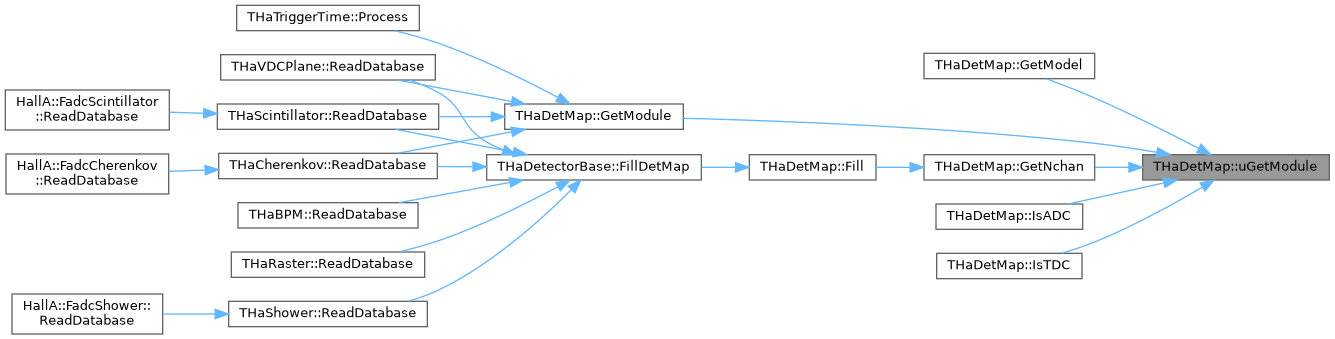 THaTriggerTime::Process
THaVDCPlane::ReadDatabase
THaDetMap::GetModel
HallA::FadcScintillator
::ReadDatabase
THaScintillator::ReadDatabase
THaDetMap::GetModule
HallA::FadcCherenkov
::ReadDatabase
THaCherenkov::ReadDatabase
THaDetectorBase::FillDetMap
THaDetMap::Fill
THaDetMap::GetNchan
THaDetMap::uGetModule
THaBPM::ReadDatabase
THaDetMap::IsADC
THaRaster::ReadDatabase
THaDetMap::IsTDC
HallA::FadcShower::
ReadDatabase
THaShower::ReadDatabase